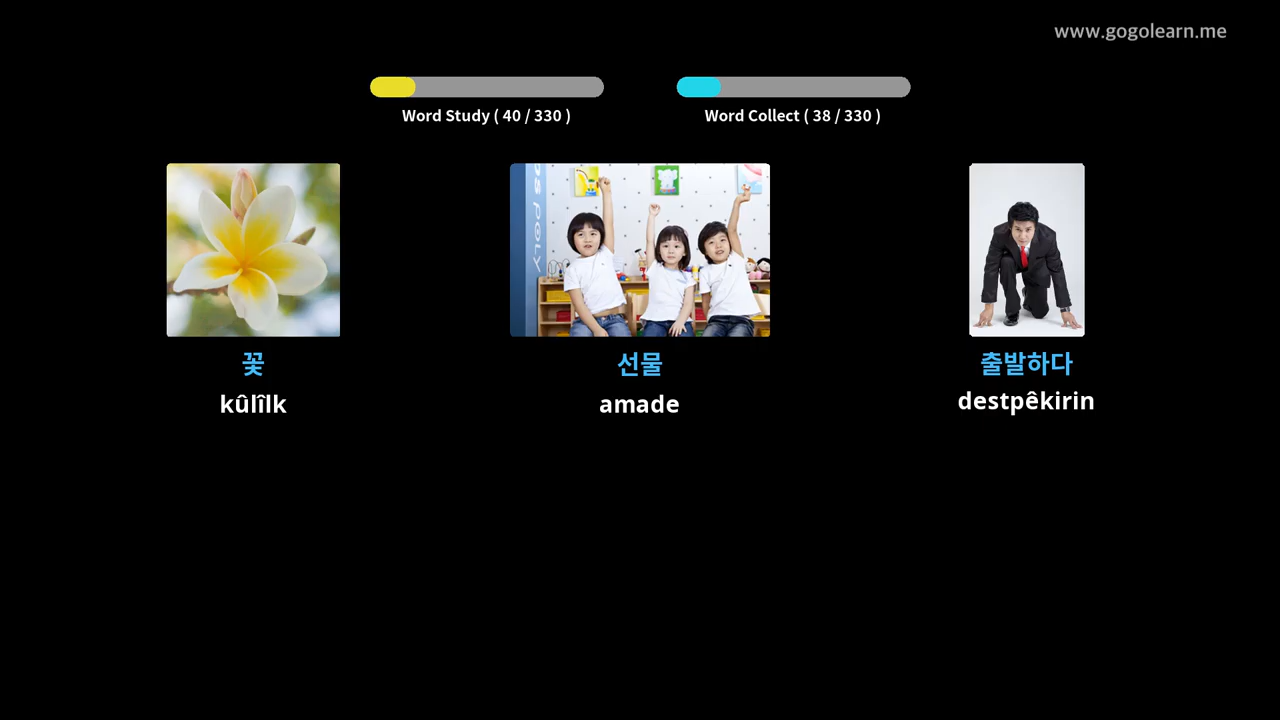 www.gogolearn.me
Word Study ( 40 / 330 )
Word Collect ( 38 / 330 )
꽃
선물
출발하다
kûlîlk
amade
destpêkirin